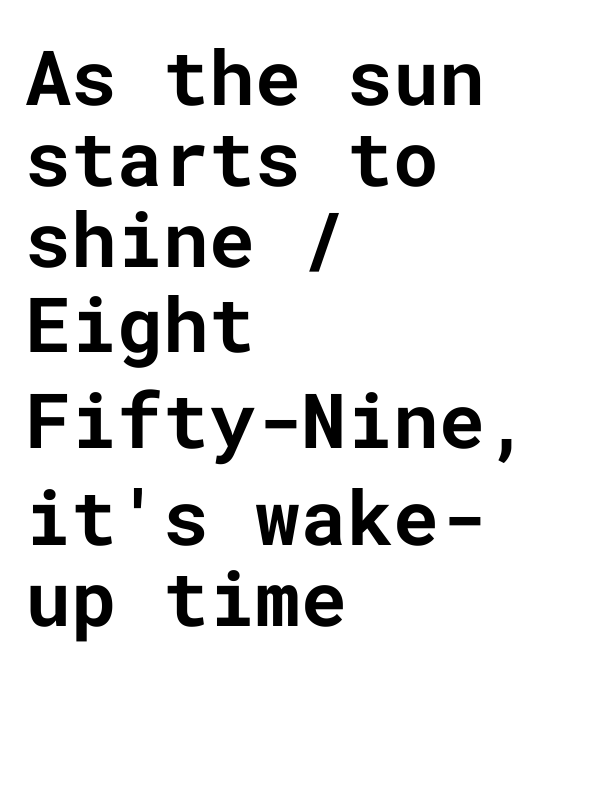 As the sun
starts to
shine /
Eight
Fifty-Nine,
it's wake-
up time